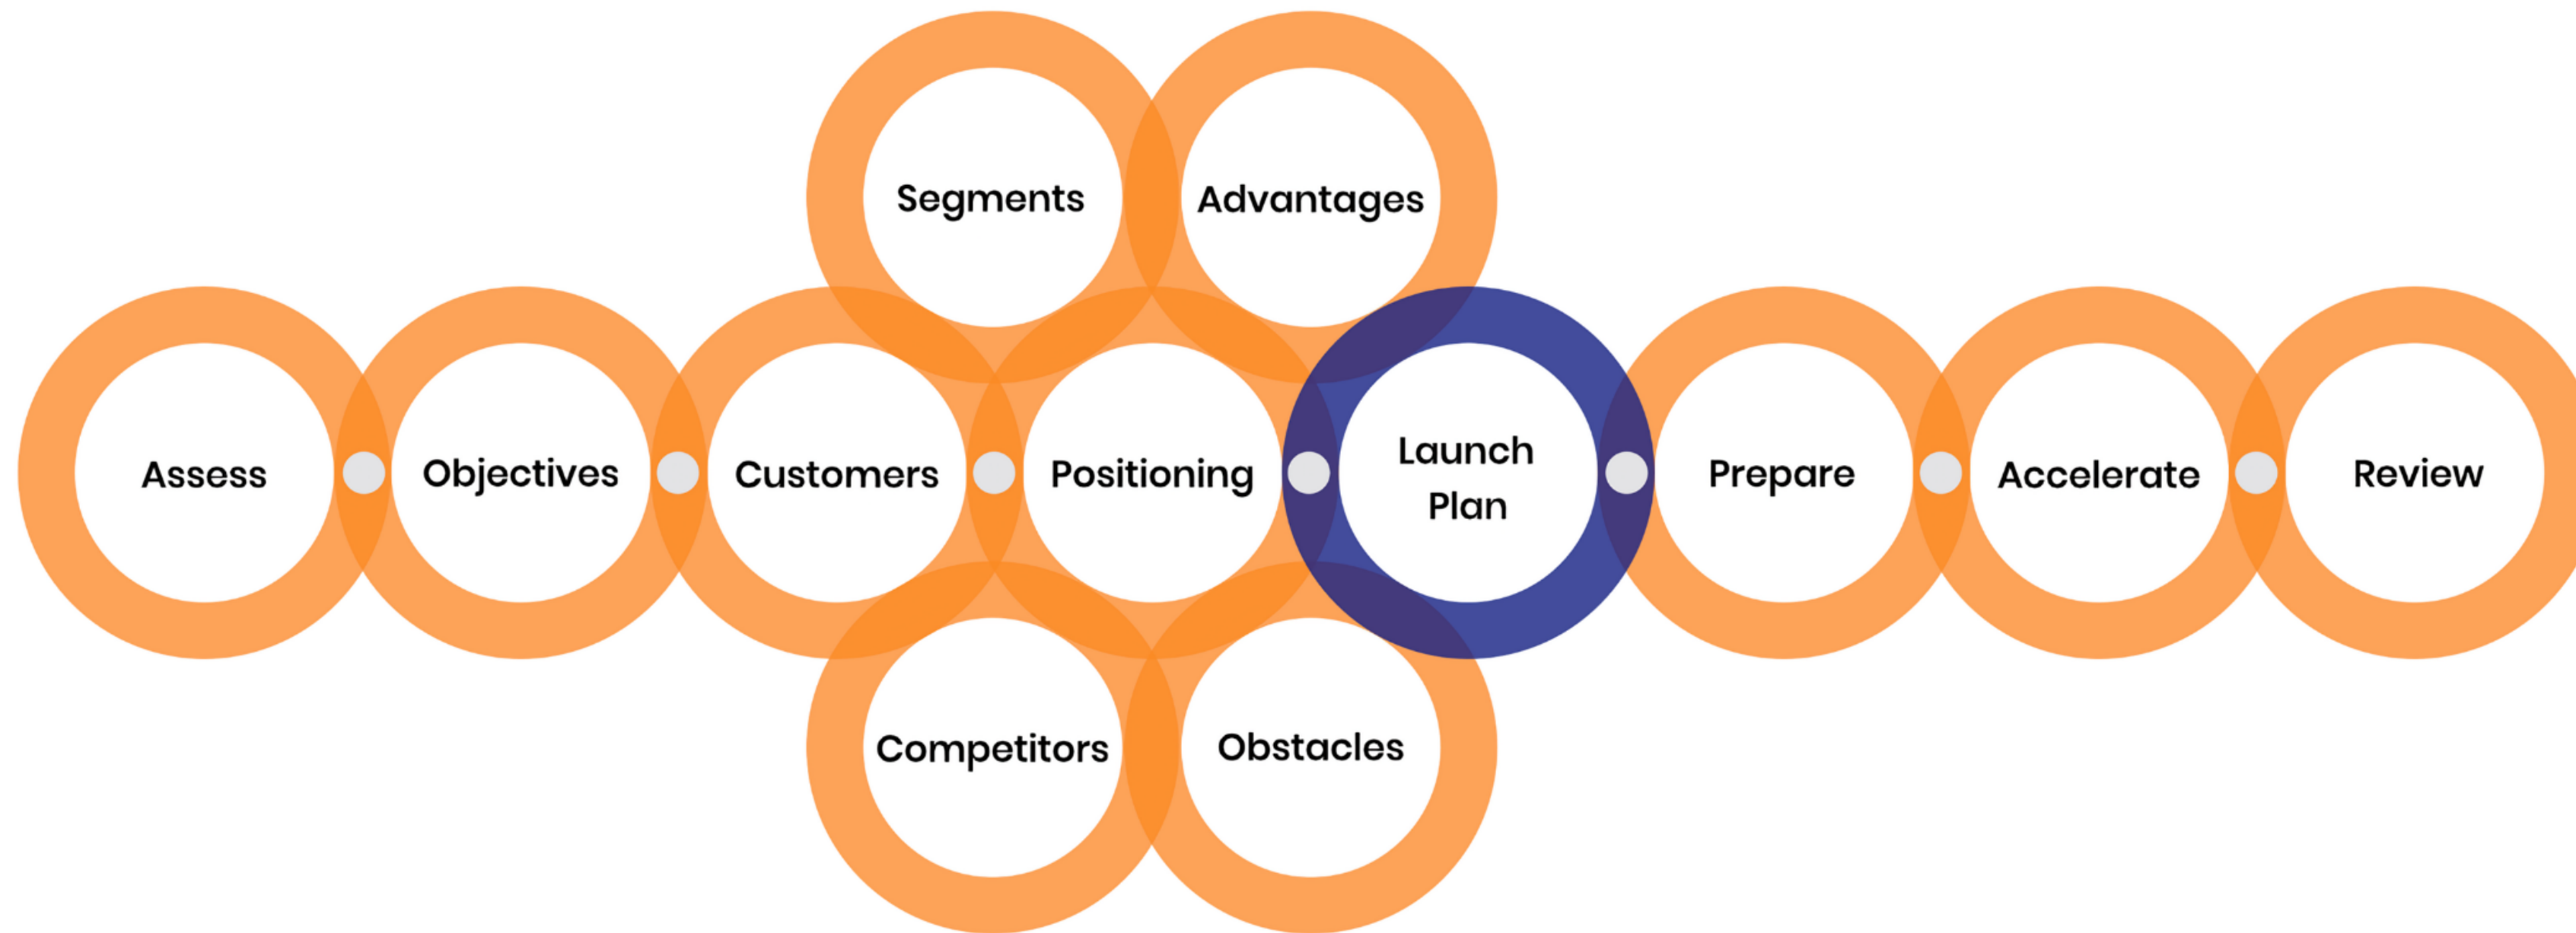 Segments
Advantages
Assess
Objectives
Customers
Positioning
Launch
Plan
Prepare
Accelerate
Review
Competitors
Obstacles